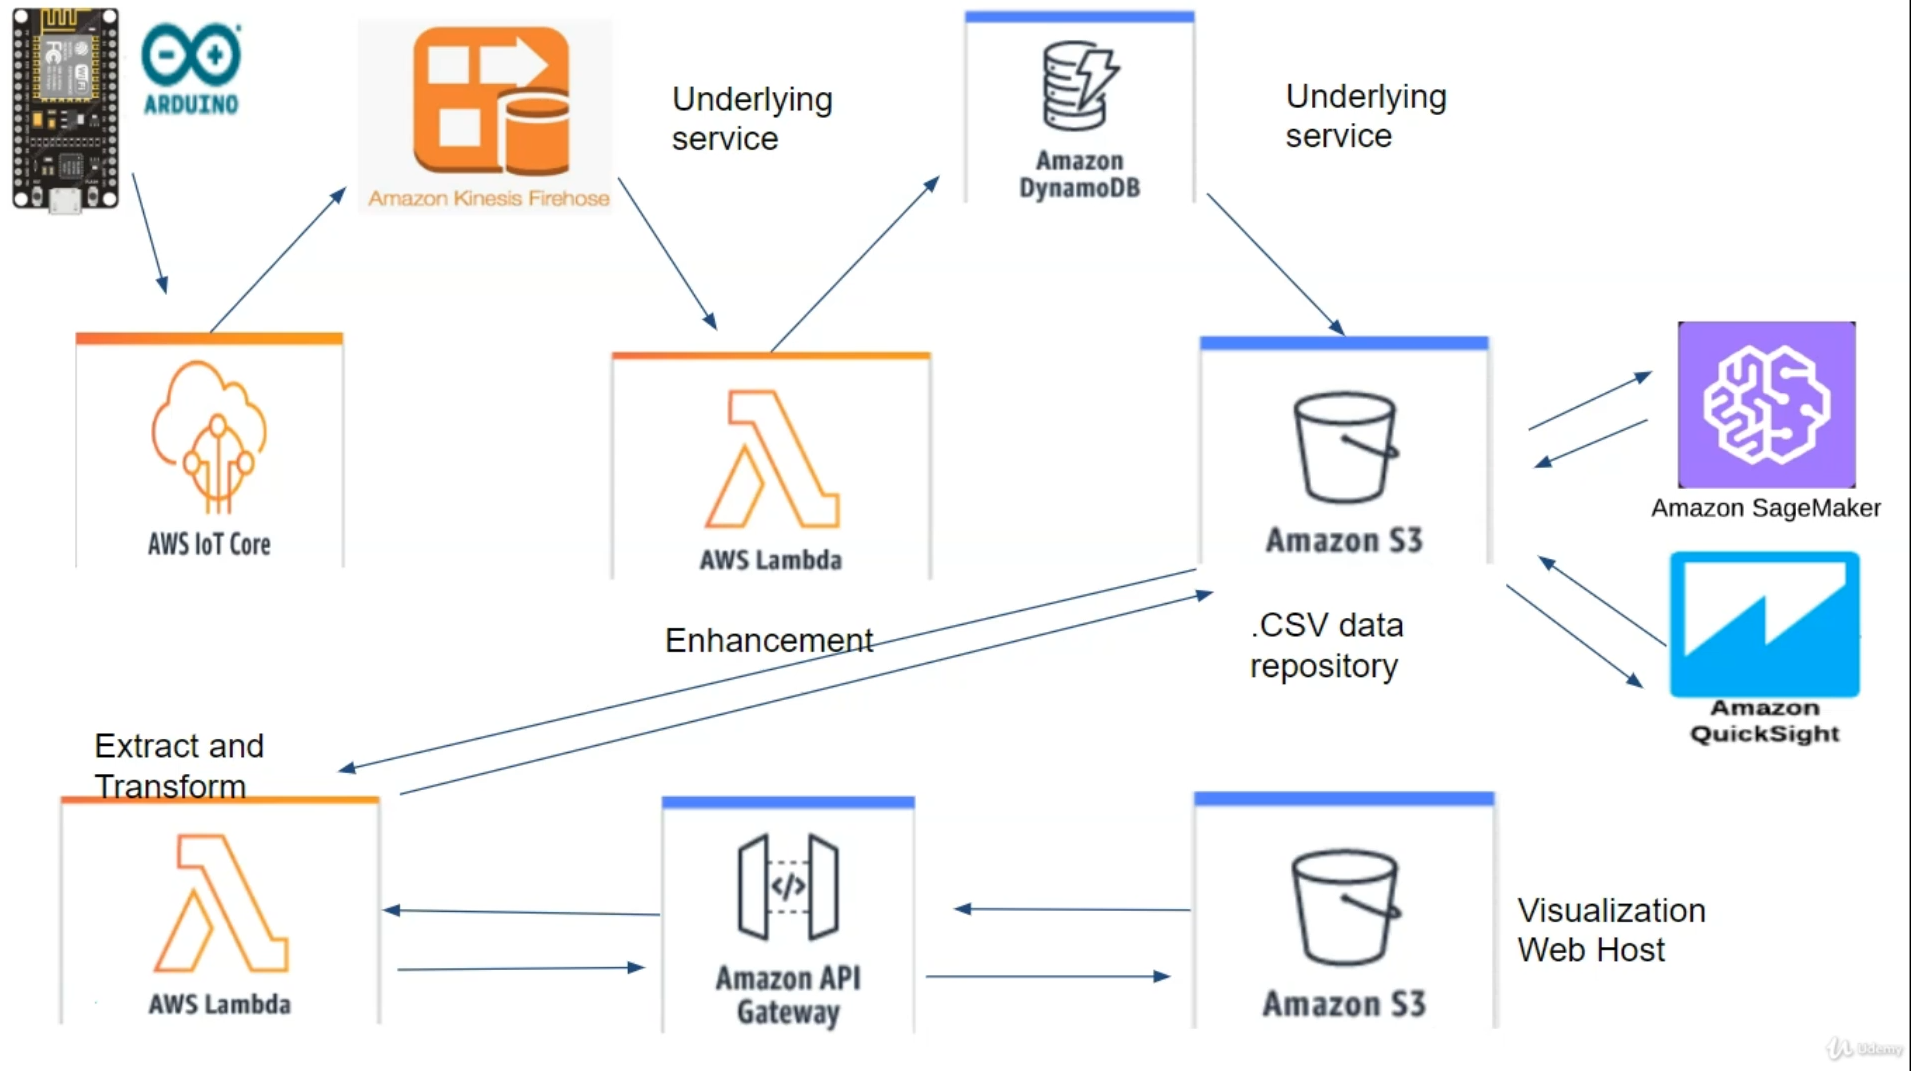 ARDUINO
Amazon Kinesis Firehose
Underlying
service
Amazon
DynamoDB
Underlying
service
AWS IoT Core
AWS Lambda
Amazon S3
Amazon SageMaker
Enhancement
.CSV data
repository
Amazon
QuickSight
Extract and
Transform
AWS Lambda
</>
Amazon API
Gateway
Amazon S3
Visualization
Web Host
Udemy